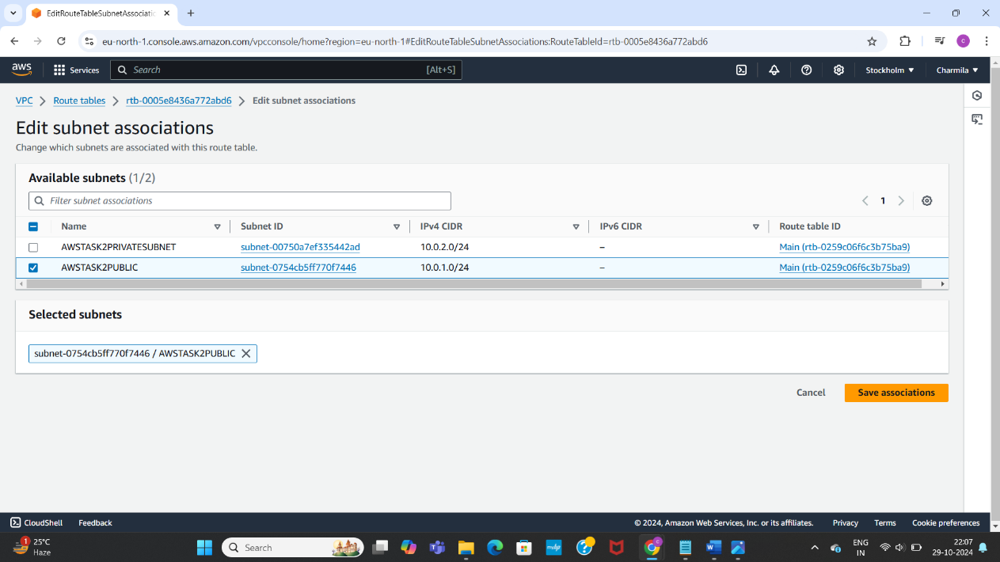 EditRouteTableSubnetAssociatio
eu-north-1.console.aws.amazon.com/vpcconsole/home?region=eu-north-1#EditRouteTableSubnetAssociations:RouteTableId=rtb-0005e8436a772abd6
c
aws Services Search [Alt+S] Stockholm Charmila
VPC Route tables rtb-0005e8436a772abd6 Edit subnet associations
Edit subnet associations
Change which subnets are associated with this route table.
Available subnets (1/2)
Filter subnet associations 1
Name Subnet ID IPv4 CIDR IPv6 CIDR Route table ID
AWSTASK2PRIVATESUBNET subnet-00750a7ef335442ad 10.0.2.0/24 – Main (rtb-0259c06f6c3b75ba9)
AWSTASK2PUBLIC subnet-0754cb5ff770f7446 10.0.1.0/24 – Main (rtb-0259c06f6c3b75ba9)
Selected subnets
subnet-0754cb5ff770f7446 / AWSTASK2PUBLIC
Cancel Save associations
CloudShell Feedback © 2024, Amazon Web Services, Inc. or its affiliates. Privacy Terms Cookie preferences
1 25°C
Haze
Search
myhp
ENG
IN
22:07
29-10-2024